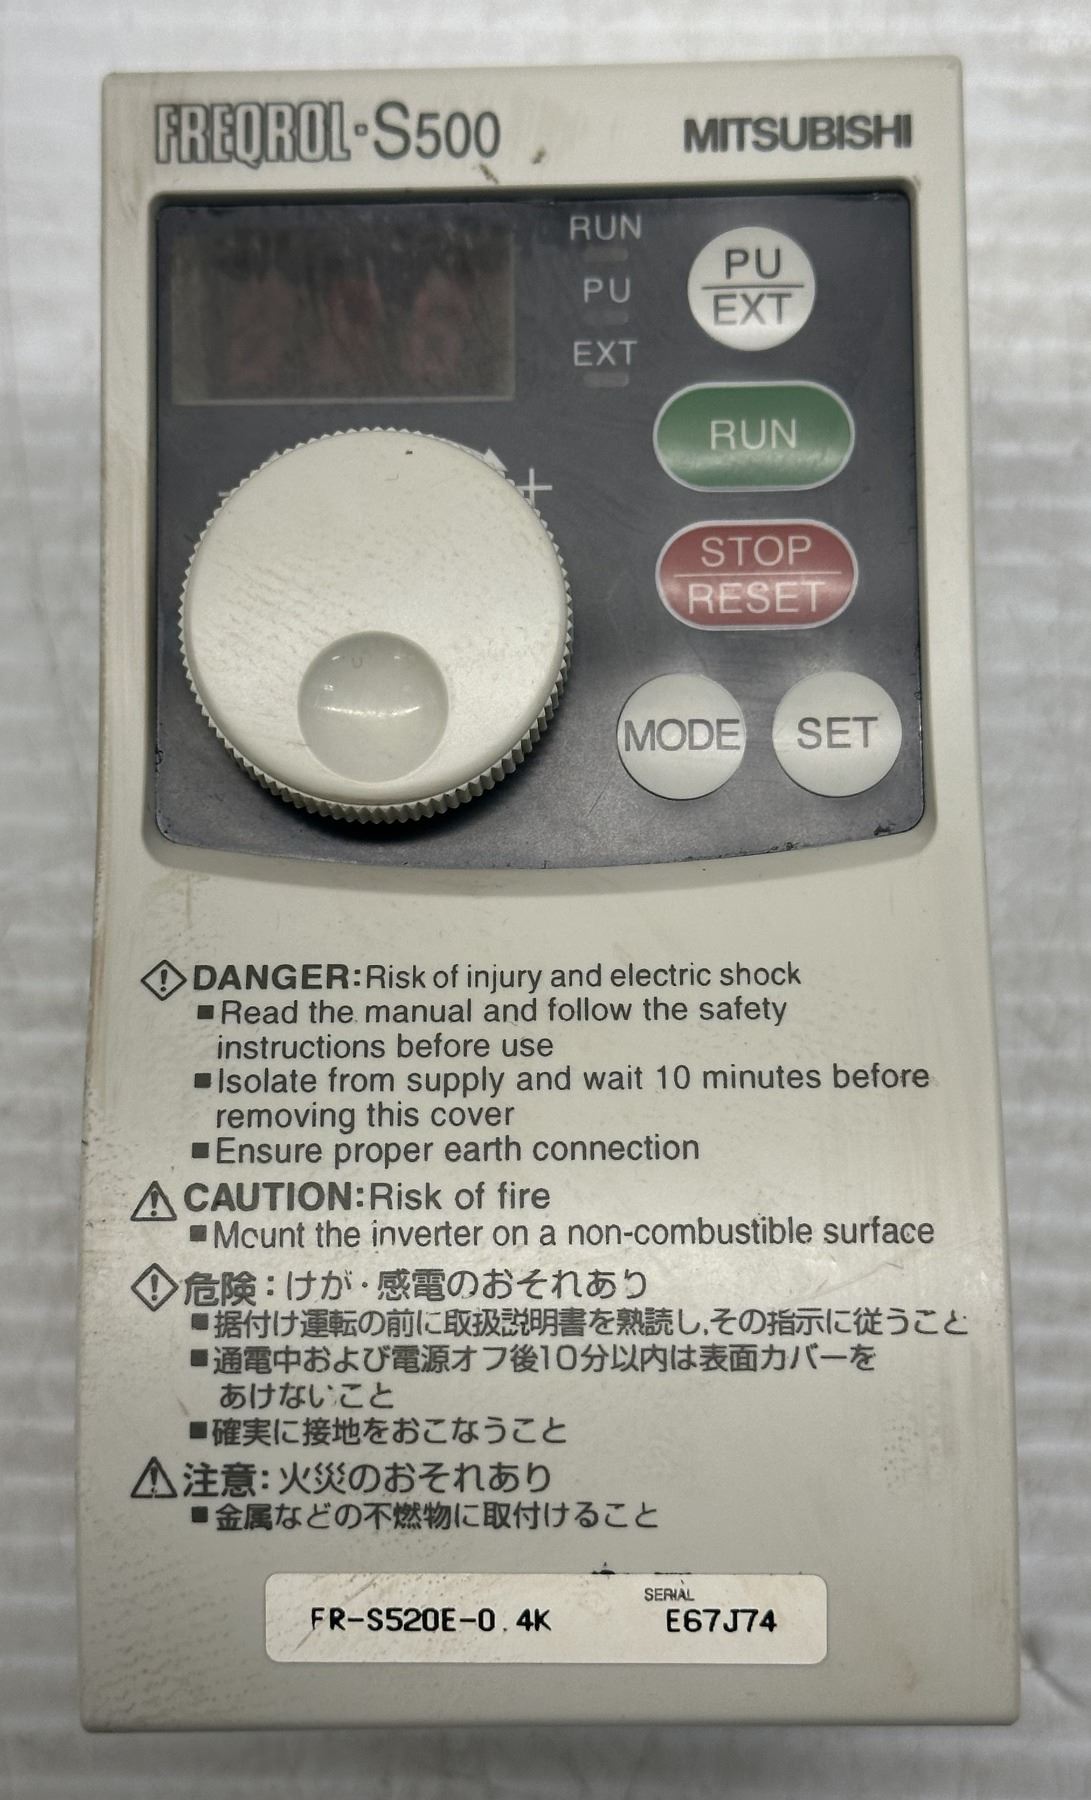 FREQROL-S500
MITSUBISHI
RUN
PU
EXT
PU
EXT
RUN
STOP
RESET
MODE
SET
- +
DANGER:Risk of injury and electric shock
■Read the manual and follow the safety
instructions before use
■Isolate from supply and wait 10 minutes before
removing this cover
■Ensure proper earth connection
CAUTION:Risk of fire
■Mount the inverter on a non-combustible surface
危険：けが・感電のおそれあり
■据付け運転の前に取扱説明書を熟読し,その指示に従うこと
■通電中および電源オフ後10分以内は表面カバーを
あけないこと
■確実に接地をおこなうこと
注意：火災のおそれあり
■金属などの不燃物に取付けること
SERIAL
FR-S520E-0.4K E67J74